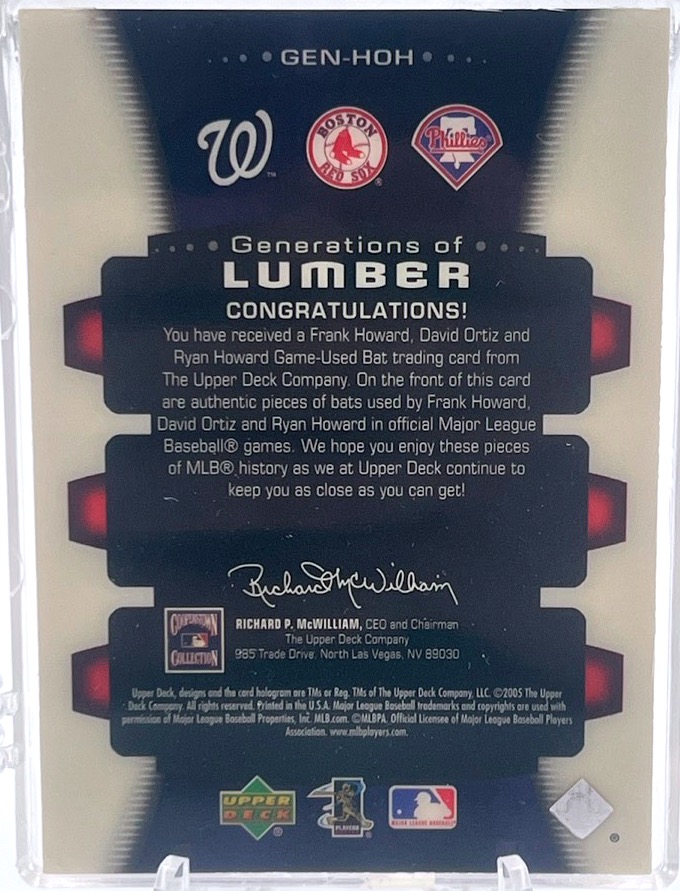 GEN-HOH
W ™
BOSTON
RED SOX ®
Phillies ®
Generations of
LUMBER
CONGRATULATIONS!
You have received a Frank Howard, David Ortiz and
Ryan Howard Game-Used Bat trading card from
The Upper Deck Company. On the front of this card
are authentic pieces of bats used by Frank Howard,
David Ortiz and Ryan Howard in official Major League
Baseball® games. We hope you enjoy these pieces
of MLB® history as we at Upper Deck continue to
keep you as close as you can get!
Richard McWilliam
COOPERSTOWN
COLLECTION
RICHARD P. McWILLIAM, CEO and Chairman
The Upper Deck Company
985 Trade Drive, North Las Vegas, NV 89030
Upper Deck, designs and the card hologram are TMs or Reg. TMs of The Upper Deck Company, LLC. ©2005 The Upper
Deck Company. All rights reserved. Printed in the U.S.A. Major League Baseball trademarks and copyrights are used with
permission of Major League Baseball Properties, Inc. MLB.com. ©MLBPA. Official Licensee of Major League Baseball Players
Association. www.mlbplayers.com.
UPPER
DECK ®
PLAYERS ®
MAJOR LEAGUE BASEBALL ®
®